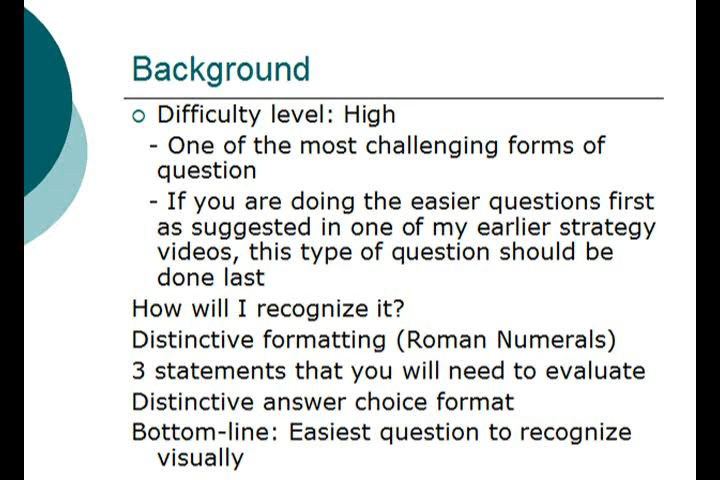 Background
Difficulty level: High
- One of the most challenging forms of
question
- If you are doing the easier questions first
as suggested in one of my earlier strategy
videos, this type of question should be
done last
How will I recognize it?
Distinctive formatting (Roman Numerals)
3 statements that you will need to evaluate
Distinctive answer choice format
Bottom-line: Easiest question to recognize
visually